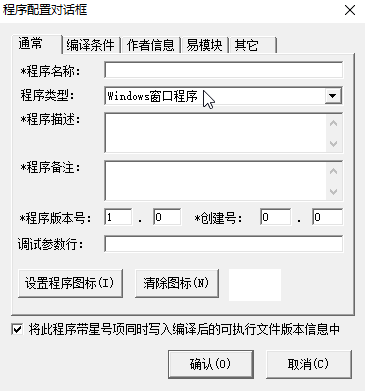 程序配置对话框
通常 编译条件 作者信息 易模块 其它
*程序名称：
程序类型： Windows窗口程序
*程序描述：
*程序备注：
*程序版本号： 1 . 0 *创建号： 0 . 0
调试参数行：
设置程序图标(I) 清除图标(N)
将此程序带星号项同时写入编译后的可执行文件版本信息中
确认(O) 取消(C)